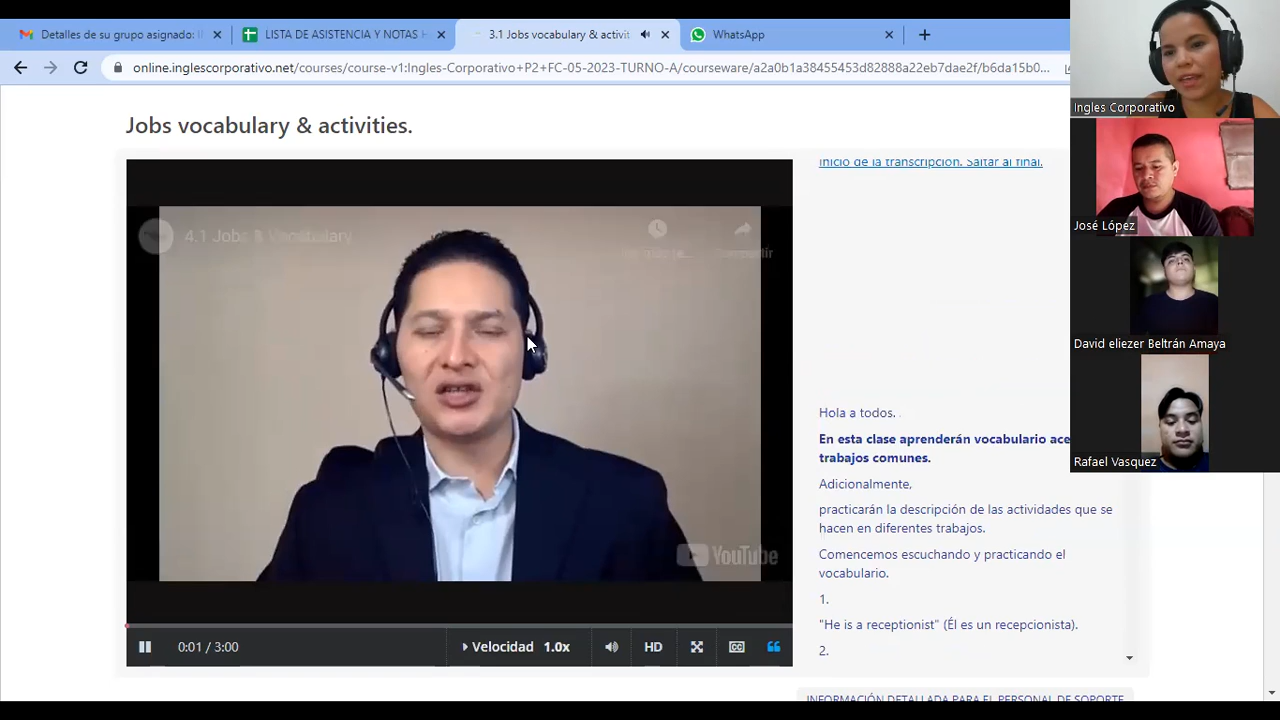 Detalles de su grupo asignado: I
LISTA DE ASISTENCIA Y NOTAS
3.1 Jobs vocabulary & activit
WhatsApp
online.inglescorporativo.net/courses/course-v1:Ingles-Corporativo+P2+FC-05-2023-TURNO-A/courseware/a2a0b1a38455453d82888a22eb7dae2f/b6da15b0...
Ingles Corporativo
Jobs vocabulary & activities.
Inicio de la transcripción. Saltar al final.
4.1 Jobs & Vocabulary
José López
David eliezer Beltrán Amaya
Hola a todos.
En esta clase aprenderán vocabulario ace
trabajos comunes.
Rafael Vasquez
Adicionalmente,
practicarán la descripción de las actividades que se
hacen en diferentes trabajos.
Comencemos escuchando y practicando el
vocabulario.
YouTube
1.
"He is a receptionist" (Él es un recepcionista).
2.
0:01 / 3:00
Velocidad 1.0x
HD
CC
INFORMACIÓN DETALLADA PARA EL PERSONAL DE SOPORTE